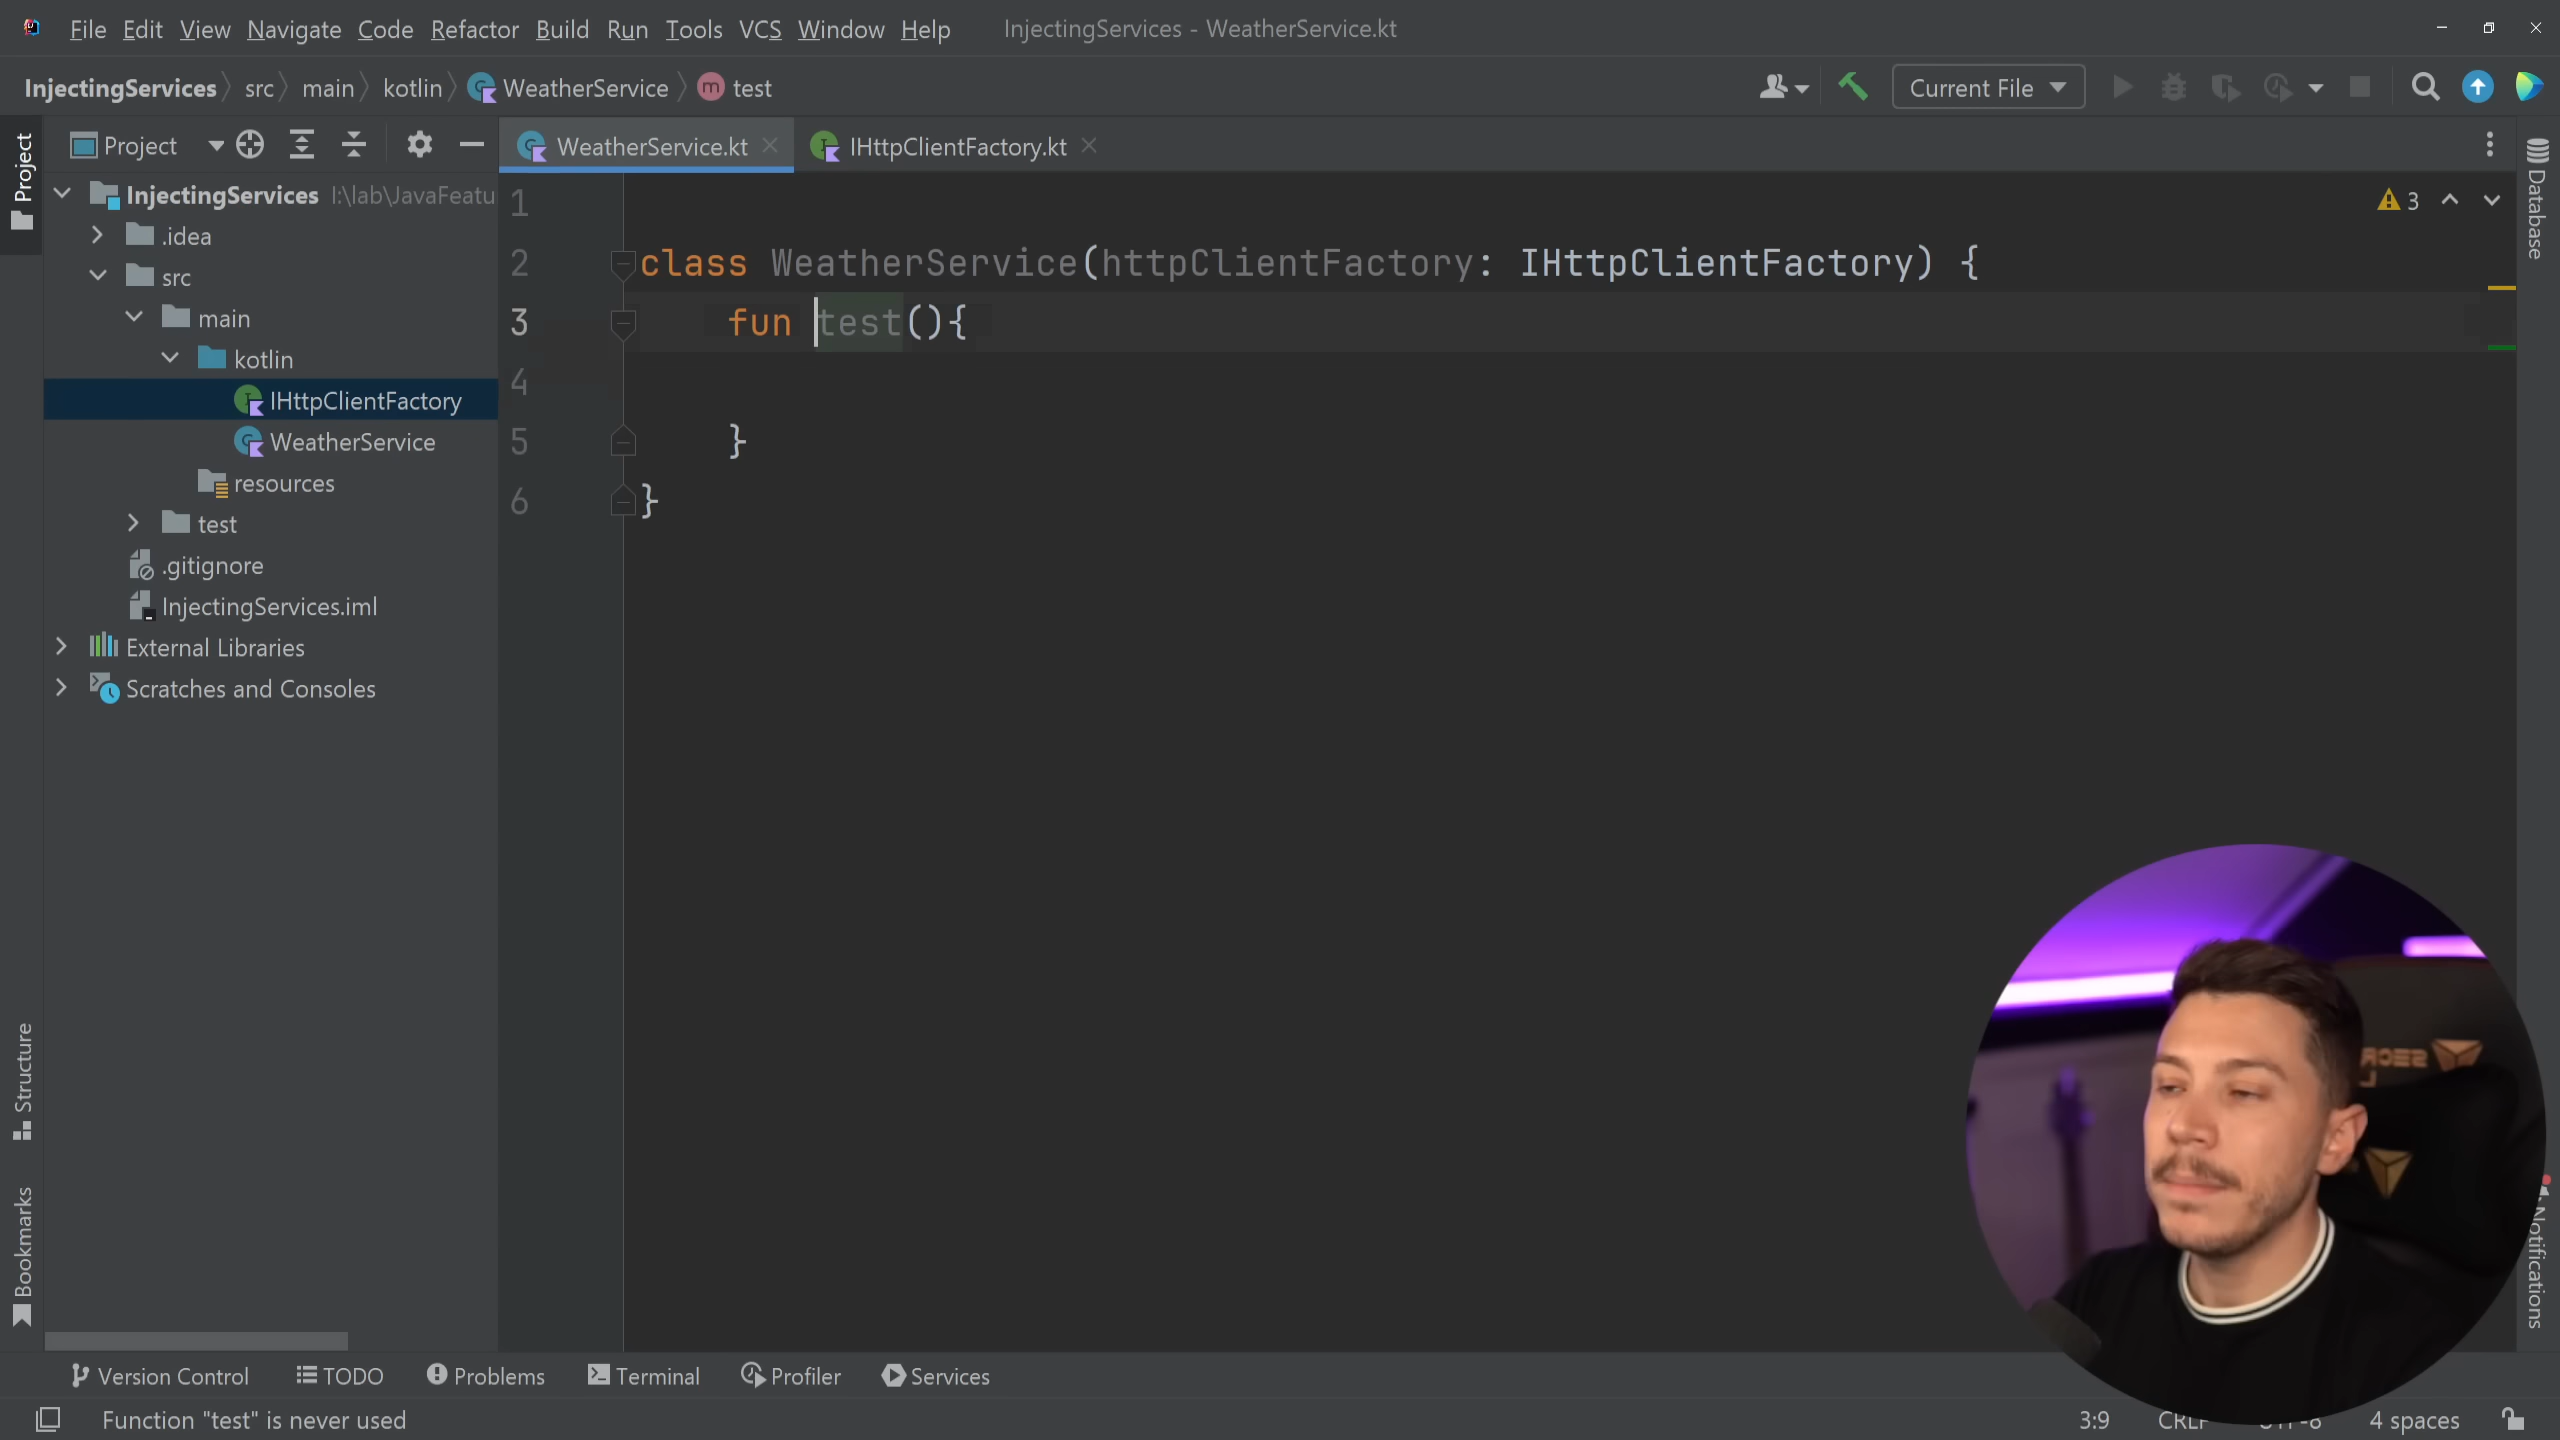 File Edit View Navigate Code Refactor Build Run Tools VCS Window Help InjectingServices - WeatherService.kt
InjectingServices src main kotlin WeatherService m test Current File
Project
Project WeatherService.kt IHttpClientFactory.kt
InjectingServices I:\lab\JavaFeatu
.idea
src
main
kotlin
IHttpClientFactory
WeatherService
resources
test
.gitignore
InjectingServices.iml
External Libraries
Scratches and Consoles
1
2 class WeatherService(httpClientFactory: IHttpClientFactory) {
3 fun test(){
4
5 }
6 }
3
Database
Notifications
Structure
Bookmarks
Version Control TODO Problems Terminal Profiler Services
Function "test" is never used 3:9 CRLF 4 spaces